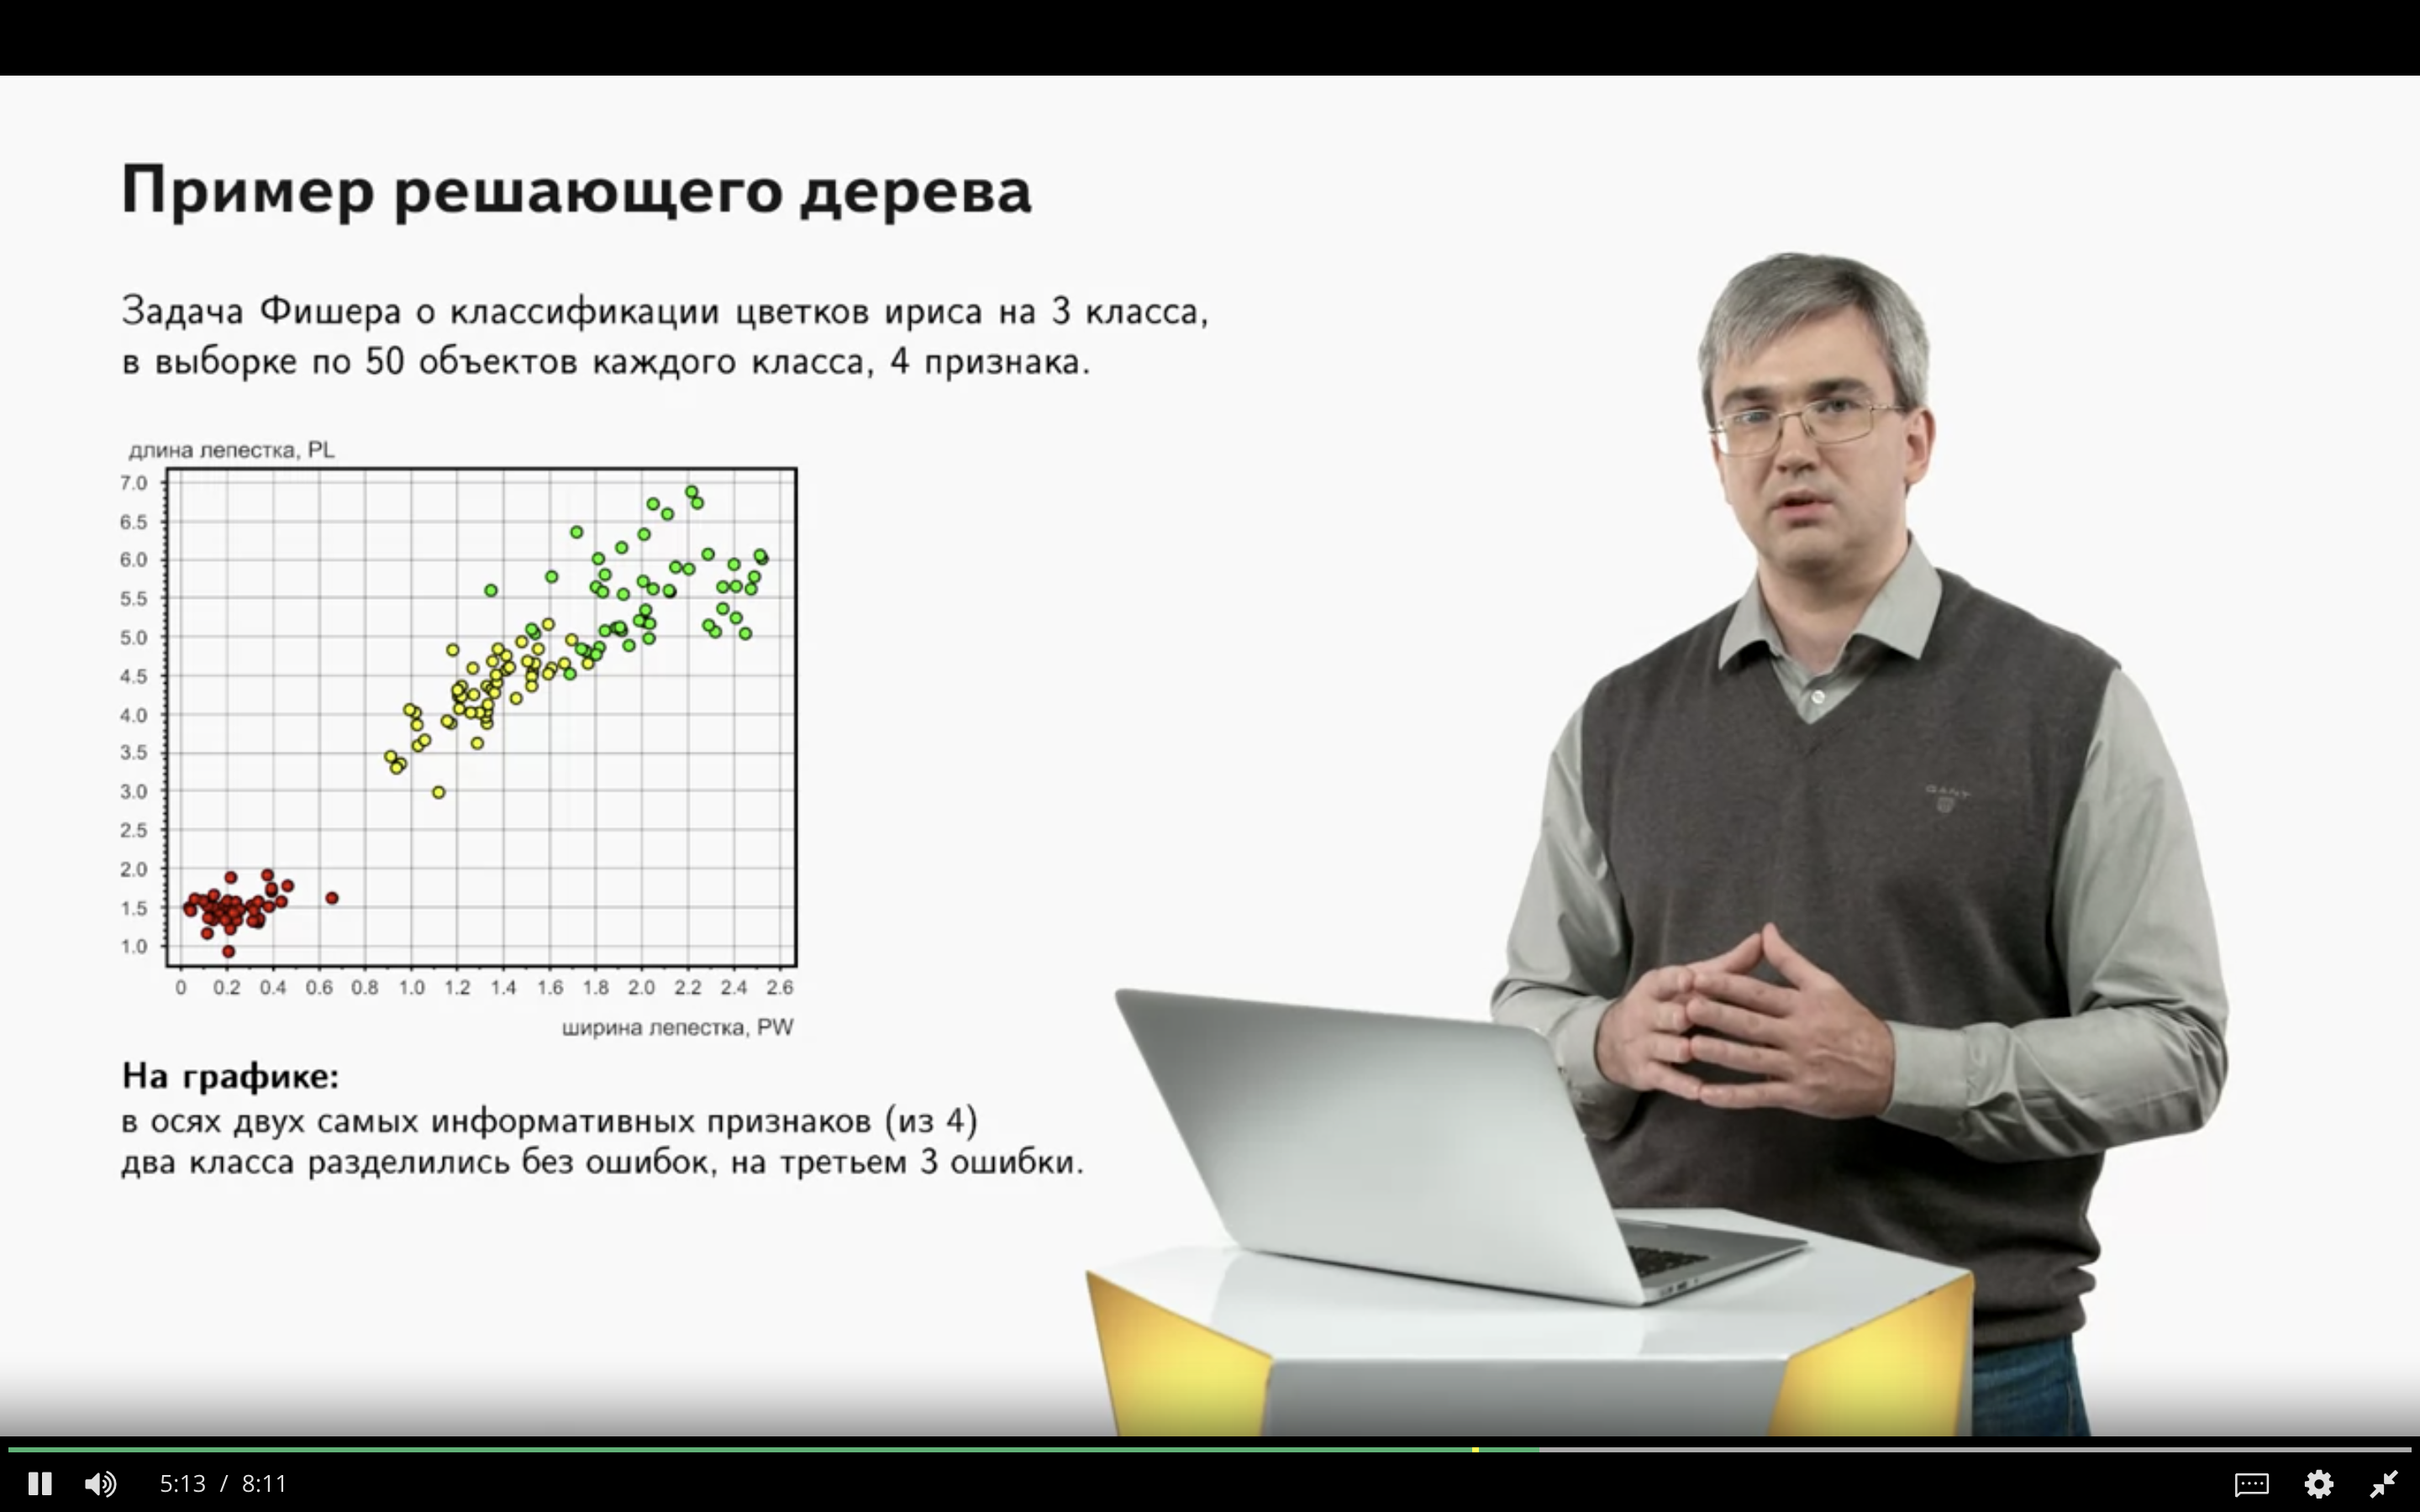 Пример решающего дерева
Задача Фишера о классификации цветков ириса на 3 класса,
в выборке по 50 объектов каждого класса, 4 признака.
длина лепестка, PL
7.0
6.5
6.0
5.5
5.0
4.5
4.0
3.5
3.0
2.5
2.0
1.5
1.0
0 0.2 0.4 0.6 0.8 1.0 1.2 1.4 1.6 1.8 2.0 2.2 2.4 2.6
ширина лепестка, PW
На графике:
в осях двух самых информативных признаков (из 4)
два класса разделились без ошибок, на третьем 3 ошибки.
GANT
5:13 / 8:11